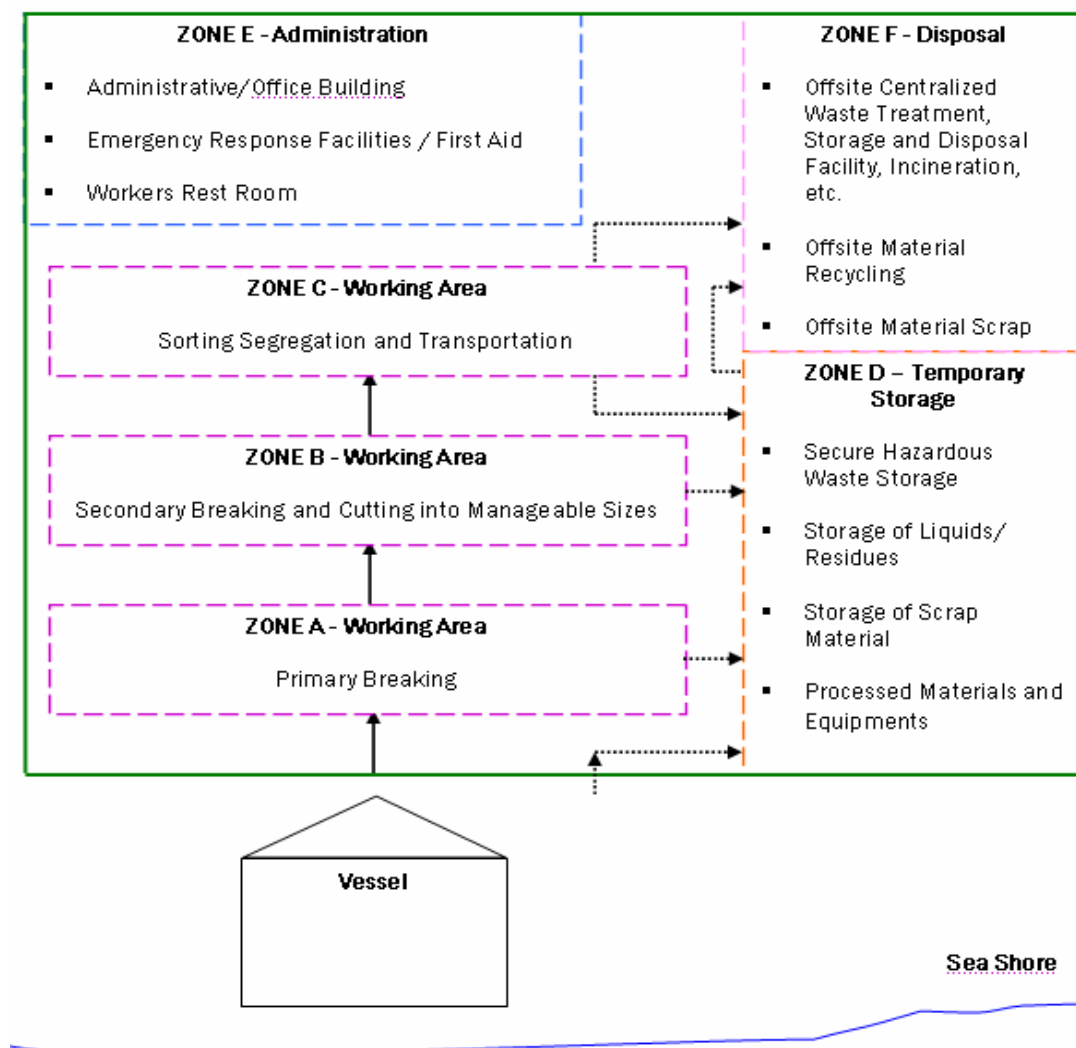 ZONE E - Administration
▪ Administrative/Office Building
▪ Emergency Response Facilities / First Aid
▪ Workers Rest Room
ZONE F - Disposal
▪ Offsite Centralized
Waste Treatment,
Storage and Disposal
Facility, Incineration,
etc.
▪ Offsite Material
Recycling
▪ Offsite Material Scrap
ZONE C - Working Area
Sorting Segregation and Transportation
ZONE D – Temporary
Storage
▪ Secure Hazardous
Waste Storage
▪ Storage of Liquids/
Residues
▪ Storage of Scrap
Material
▪ Processed Materials and
Equipments
ZONE B - Working Area
Secondary Breaking and Cutting into Manageable Sizes
ZONE A - Working Area
Primary Breaking
Vessel
Sea Shore